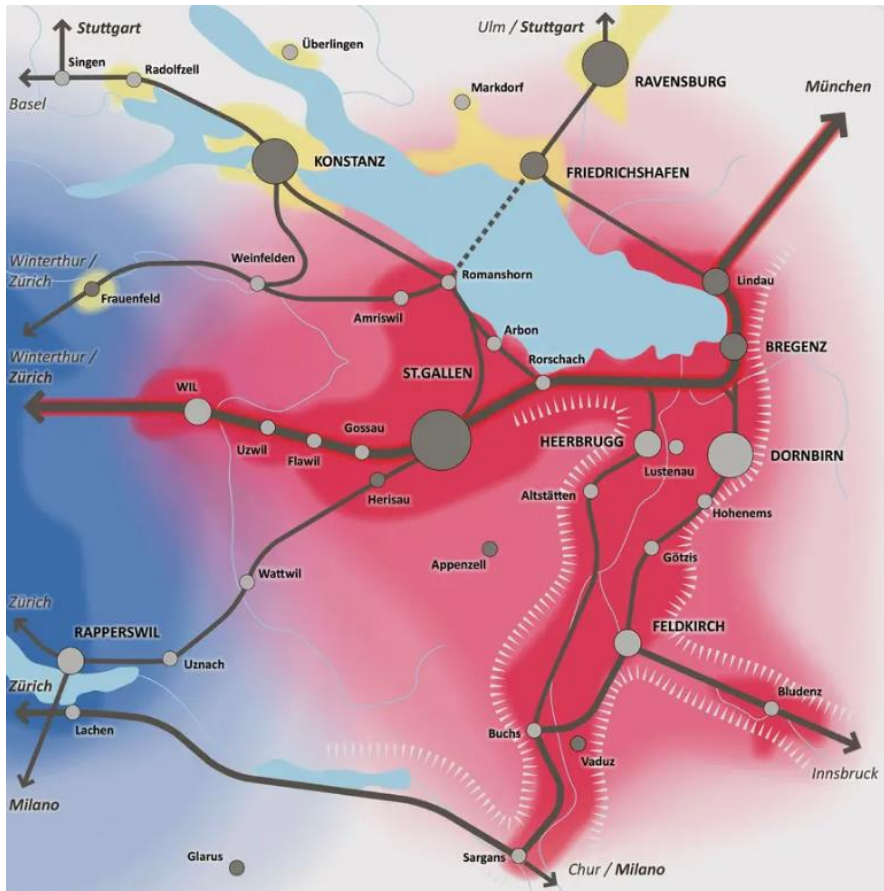 Stuttgart
Ulm / Stuttgart
Überlingen
Singen
Radolfzell
Basel
Markdorf
RAVENSBURG
München
KONSTANZ
FRIEDRICHSHAFEN
Winterthur /
Zürich
Weinfelden
Romanshorn
Lindau
Frauenfeld
Amriswil
Arbon
Winterthur /
Zürich
BREGENZ
Rorschach
ST.GALLEN
WIL
Gossau
Uzwil
Flawil
HEERBRUGG
Lustenau
DORNBIRN
Herisau
Altstätten
Hohenems
Appenzell
Götzis
Wattwil
Zürich
RAPPERSWIL
FELDKIRCH
Uznach
Zürich
Lachen
Bludenz
Buchs
Vaduz
Innsbruck
Milano
Glarus
Sargans
Chur / Milano